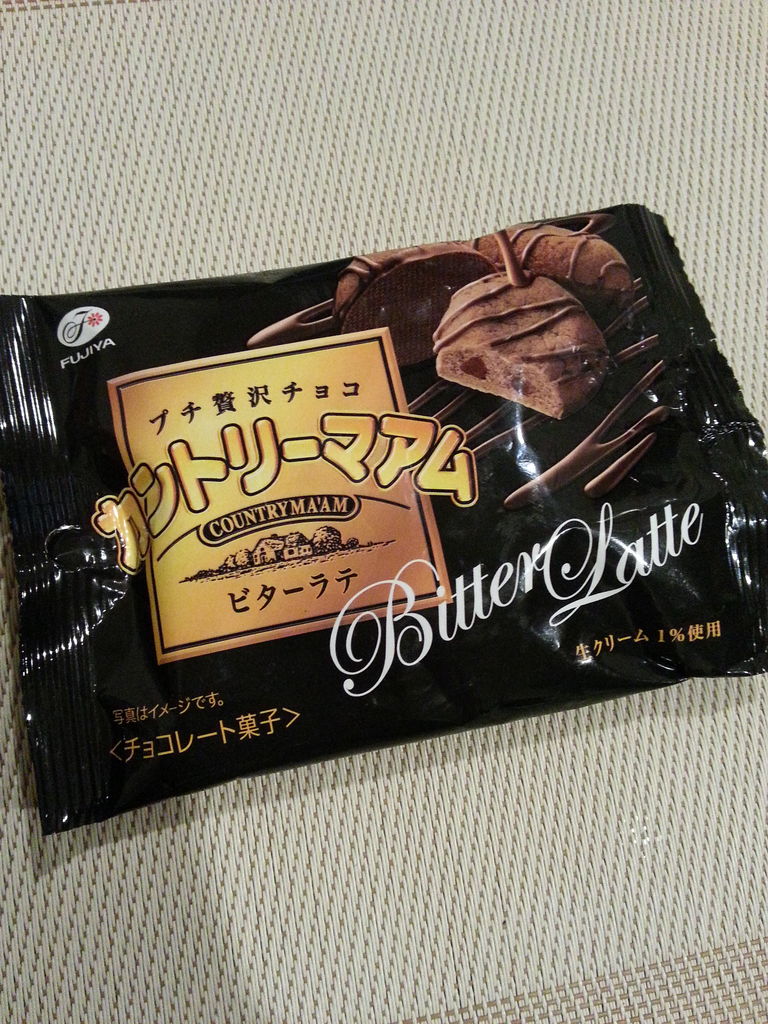 FUJIYA
プチ贅沢チョコ
カントリーマアム
COUNTRY MA'AM
ビターラテ
Bitter Latte
生クリーム 1%使用
写真はイメージです。
<チョコレート菓子>